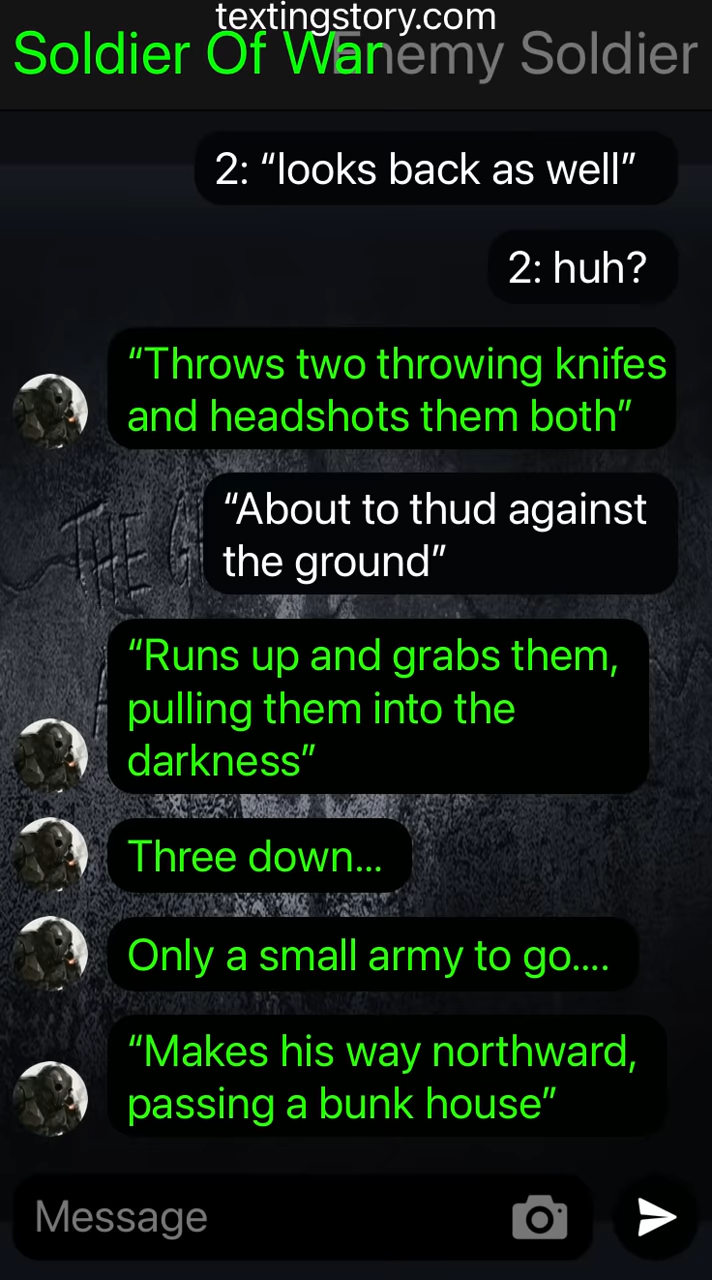 textingstory.com
Soldier Of War
Enemy Soldier
2: “looks back as well”
2: huh?
“Throws two throwing knifes
and headshots them both”
“About to thud against
the ground”
THE
“Runs up and grabs them,
pulling them into the
darkness”
Three down...
Only a small army to go....
“Makes his way northward,
passing a bunk house”
Message